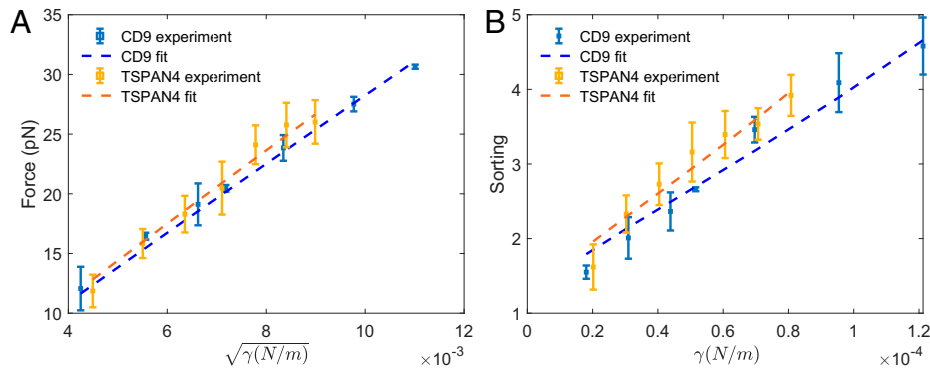 A
CD9 experiment
CD9 fit
TSPAN4 experiment
TSPAN4 fit
Force (pN)
30
25
20
15
10
4
6
8
10
12
×10⁻³
√γ(N/m)
B
CD9 experiment
CD9 fit
TSPAN4 experiment
TSPAN4 fit
Sorting
5
4
3
2
1
0
0.2
0.4
0.6
0.8
1
1.2
×10⁻⁴
γ(N/m)